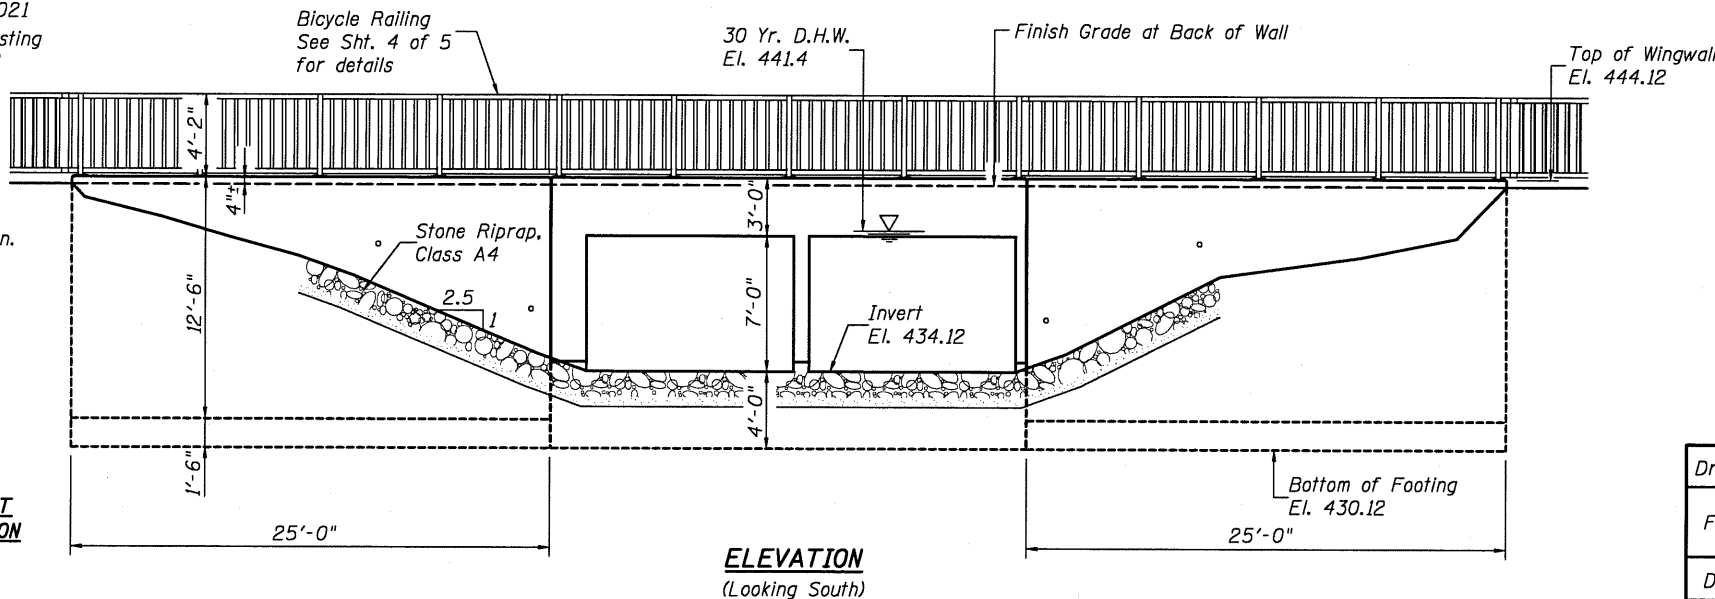 021
sting
Bicycle Railing
See Sht. 4 of 5
for details
30 Yr. D.H.W.
El. 441.4
Finish Grade at Back of Wall
Top of Wingwall
El. 444.12
4'-2"
4"±
3'-0"
n.
Stone Riprap,
Class A4
2.5
1
12'-6"
7'-0"
Invert
El. 434.12
4'-0"
1'-6"
Bottom of Footing
El. 430.12
T
ON
25'-0"
25'-0"
ELEVATION
(Looking South)
Dr
F
D